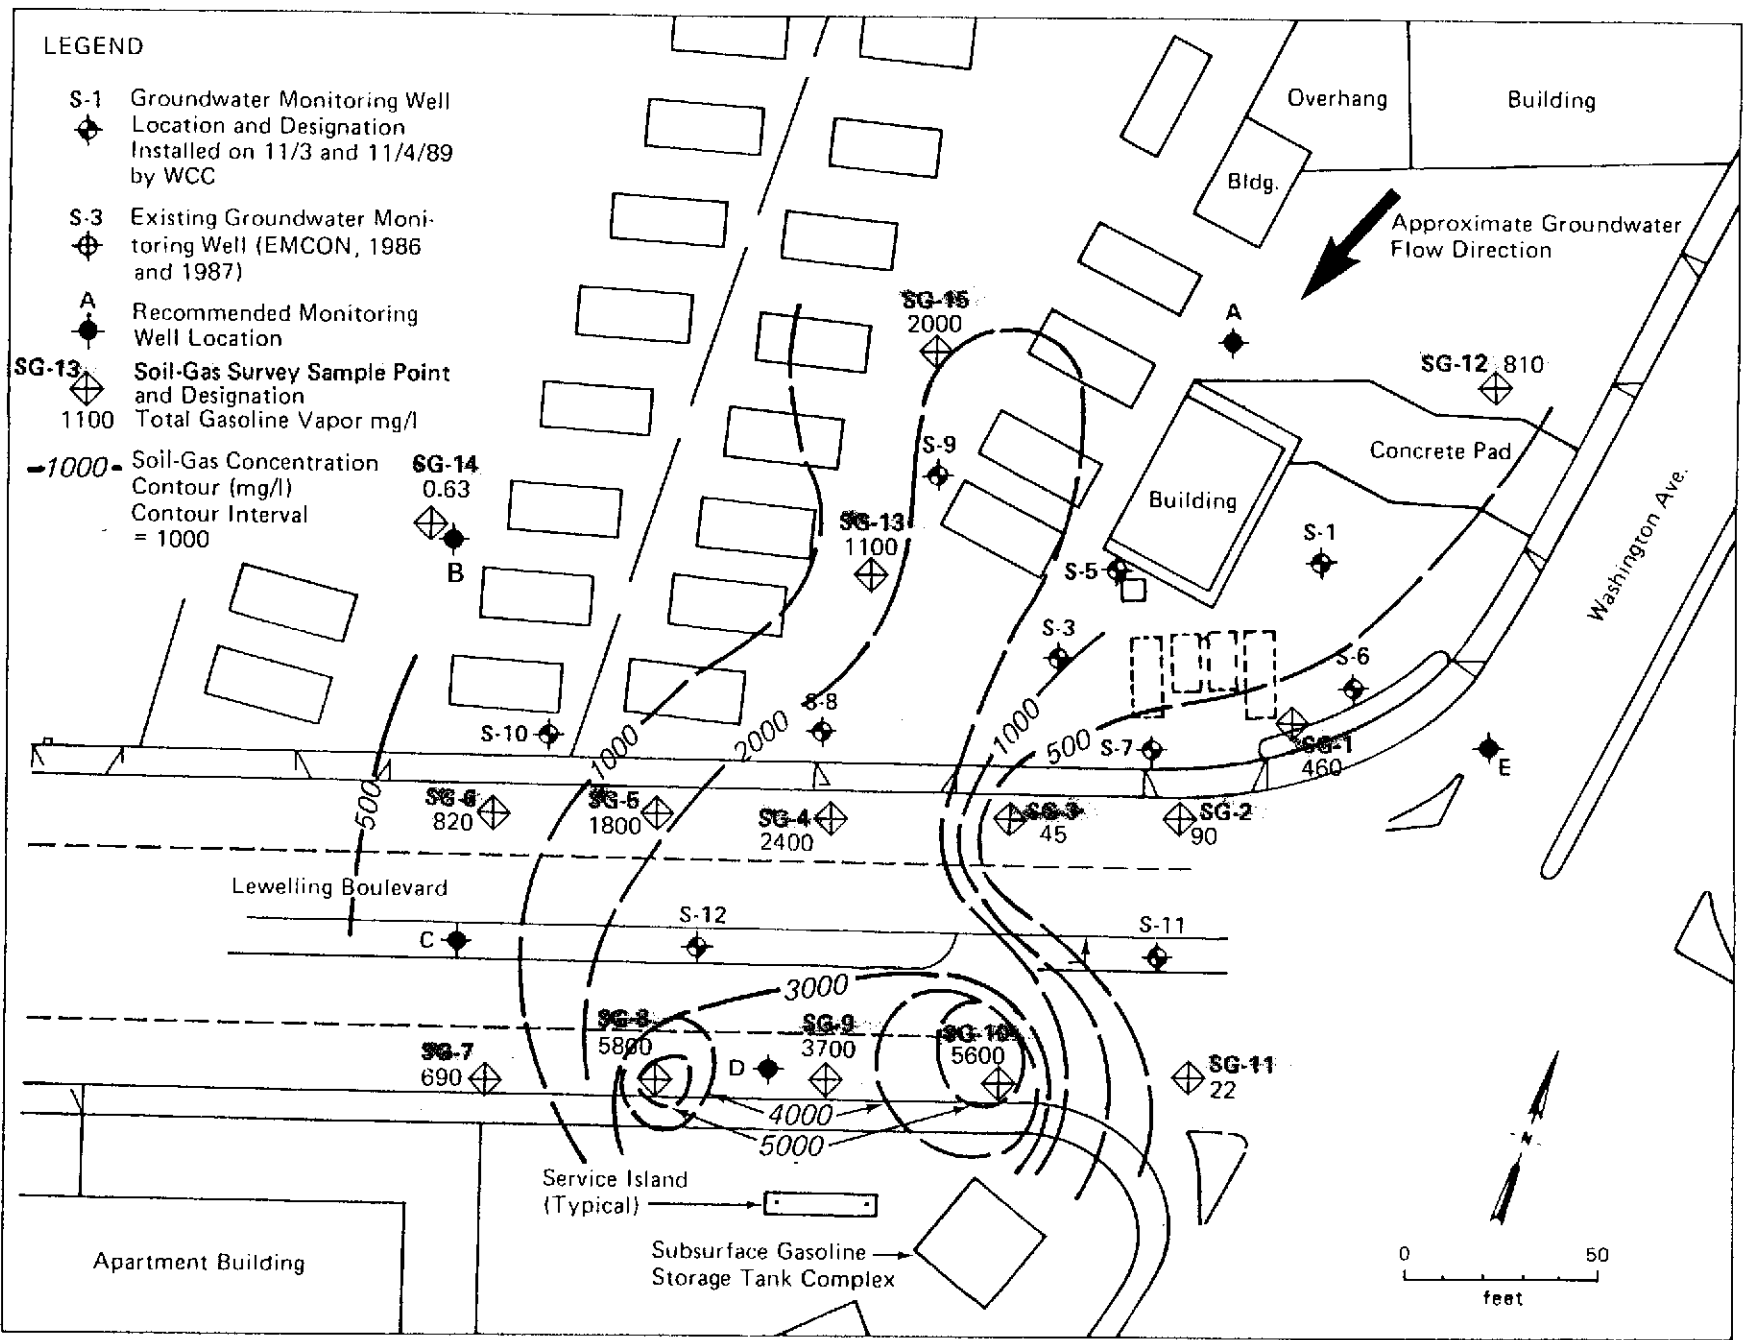 LEGEND
S-1 Groundwater Monitoring Well
Location and Designation
Installed on 11/3 and 11/4/89
by WCC
S-3 Existing Groundwater Moni-
toring Well (EMCON, 1986
and 1987)
A
Recommended Monitoring
Well Location
SG-13 Soil-Gas Survey Sample Point
and Designation
1100 Total Gasoline Vapor mg/l
-1000- Soil-Gas Concentration
Contour (mg/l)
Contour Interval
= 1000
SG-14
0.63
B
Overhang
Building
Bldg.
Approximate Groundwater
Flow Direction
SG-15
2000
A
SG-12 810
S-9
Concrete Pad
Building
SG-13
1100
S-1
S-5
Washington Ave.
S-3
S-6
S-8
S-10
1000
2000
1000
500
S-7
SG-1
460
E
500
SG-6
820
SG-5
1800
SG-4
2400
SG-3
45
SG-2
90
Lewelling Boulevard
C
S-12
S-11
3000
SG-7
690
SG-8
5800
D
SG-9
3700
SG-10
5600
SG-11
22
4000
5000
N
Service Island
(Typical)
Subsurface Gasoline
Storage Tank Complex
Apartment Building
0 50
feet